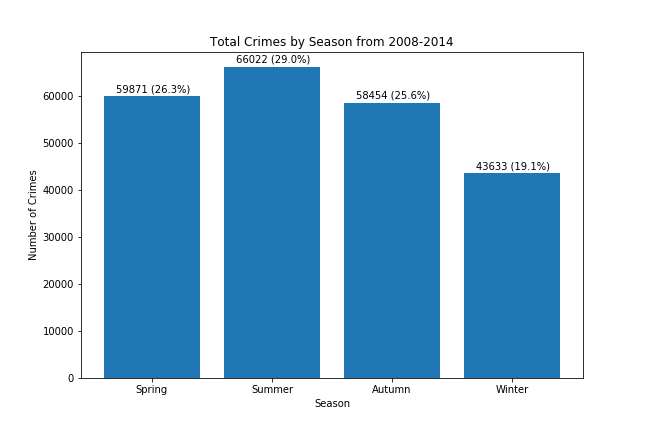 Total Crimes by Season from 2008-2014
66022 (29.0%)
59871 (26.3%)
58454 (25.6%)
43633 (19.1%)
60000
50000
40000
30000
20000
10000
0
Number of Crimes
Spring
Summer
Autumn
Winter
Season